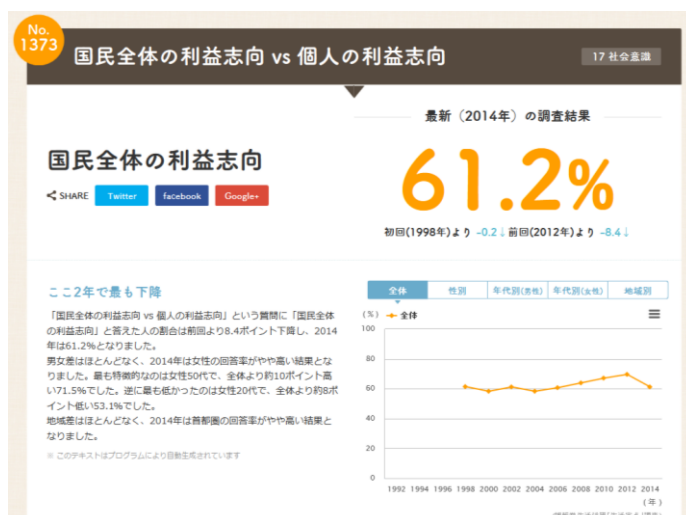 No.
1373
国民全体の利益志向 vs 個人の利益志向
17 社会意識
最新（2014年）の調査結果
国民全体の利益志向
61.2%
SHARE Twitter facebook Google+
初回(1998年)より -0.2↓前回(2012年)より -8.4↓
ここ2年で最も下降
「国民全体の利益志向 vs 個人の利益志向」という質問に「国民全体
の利益志向」と答えた人の割合は前回より8.4ポイント下降し、2014
年は61.2%となりました。
男女差はほとんどなく、2014年は女性の回答率がやや高い結果とな
りました。最も特徴的なのは女性50代で、全体より約10ポイント高
い71.5%でした。逆に最も低かったのは女性20代で、全体より約8ポ
イント低い53.1%でした。
地域差はほとんどなく、2014年は首都圏の回答率がやや高い結果と
なりました。
※ このテキストはプログラムにより自動生成されています
全体 性別 年代別(男性) 年代別(女性) 地域別
(%) 全体
100
80
60
40
20
0
1992 1994 1996 1998 2000 2002 2004 2006 2008 2010 2012 2014
(年)